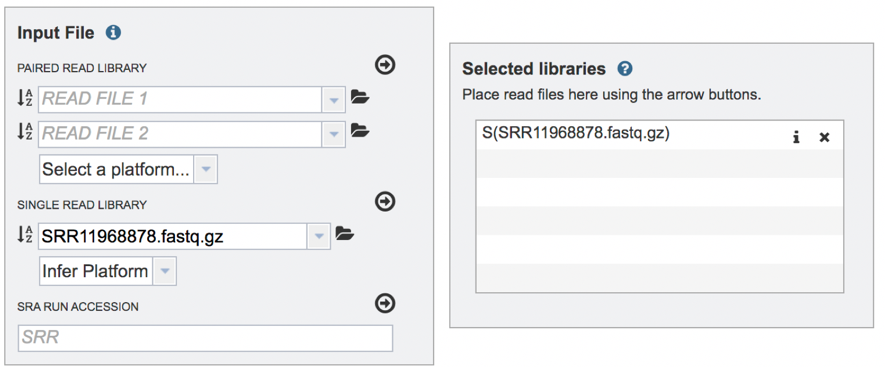 Input File
PAIRED READ LIBRARY
READ FILE 1
READ FILE 2
Select a platform...
SINGLE READ LIBRARY
SRR11968878.fastq.gz
Infer Platform
SRA RUN ACCESSION
SRR
Selected libraries
Place read files here using the arrow buttons.
S(SRR11968878.fastq.gz)